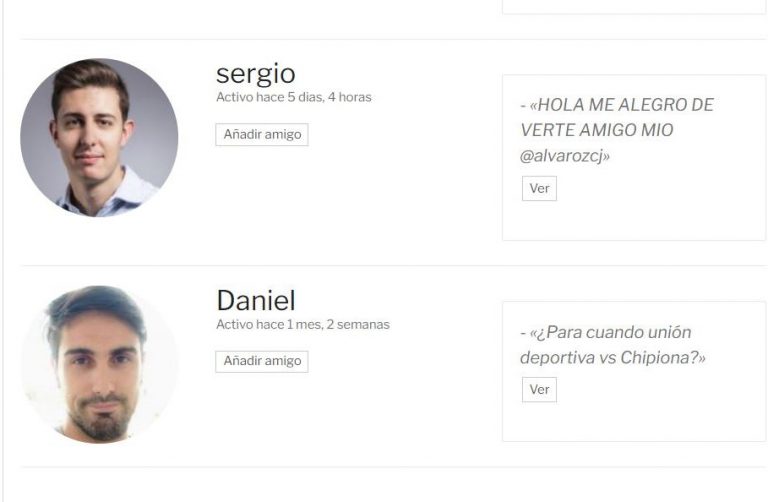 sergio
Activo hace 5 dias, 4 horas
Añadir amigo
- «HOLA ME ALEGRO DE
VERTE AMIGO MIO
@alvarozcj»
Ver
Daniel
Activo hace 1 mes, 2 semanas
Añadir amigo
- «¿Para cuando unión
deportiva vs Chipiona?»
Ver